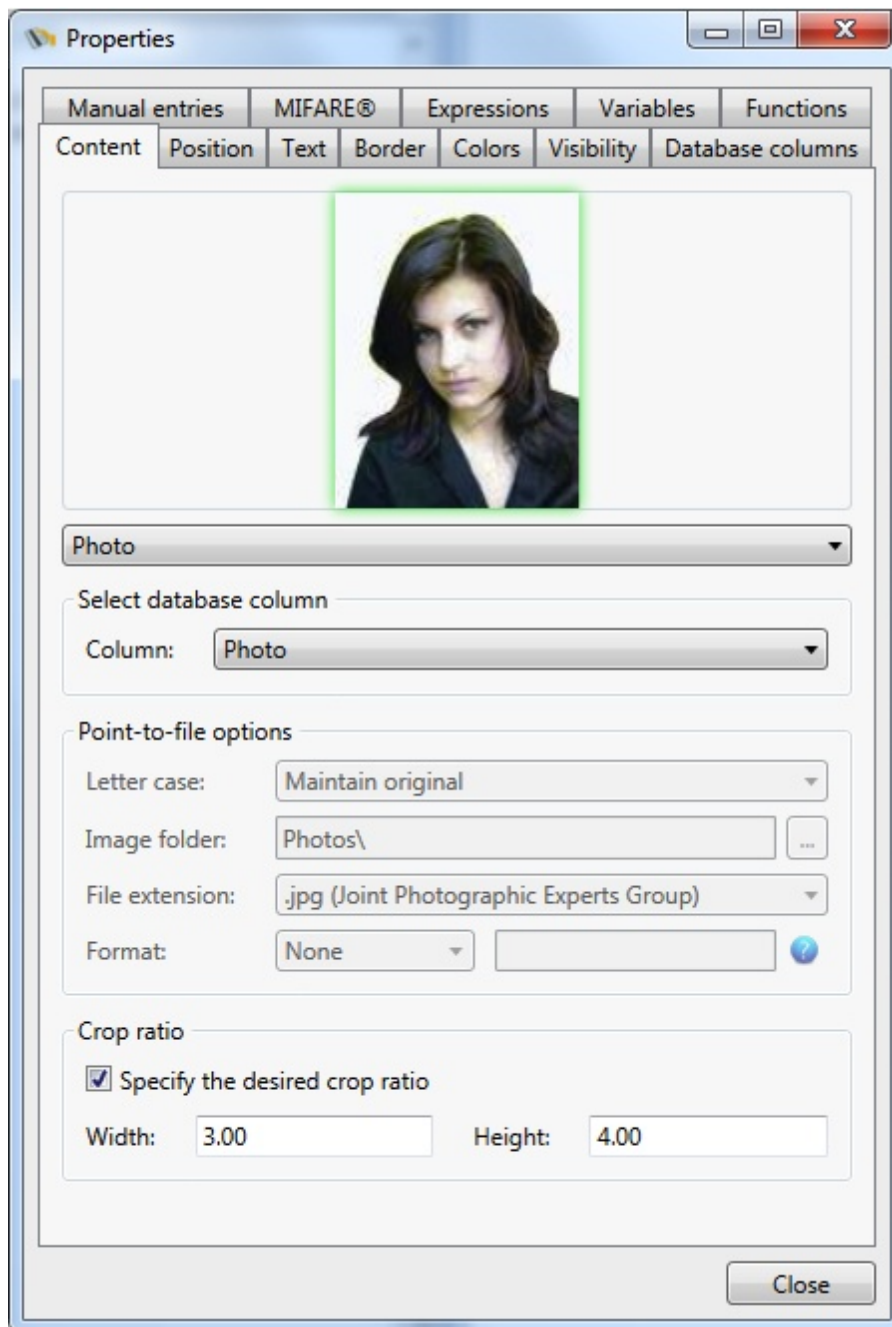 Properties
Manual entries MIFARE® Expressions Variables Functions
Content Position Text Border Colors Visibility Database columns
Photo
Select database column
Column: Photo
Point-to-file options
Letter case: Maintain original
Image folder: Photos\ ...
File extension: .jpg (Joint Photographic Experts Group)
Format: None ?
Crop ratio
Specify the desired crop ratio
Width: 3.00 Height: 4.00
Close